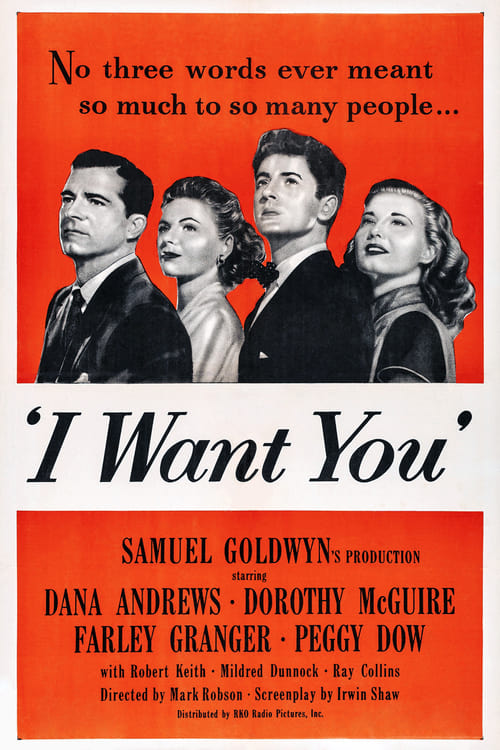 No three words ever meant
so much to so many people...
'I Want You'
SAMUEL GOLDWYN'S PRODUCTION
starring
DANA ANDREWS · DOROTHY McGUIRE
FARLEY GRANGER · PEGGY DOW
with Robert Keith · Mildred Dunnock · Ray Collins
Directed by Mark Robson · Screenplay by Irwin Shaw
Distributed by RKO Radio Pictures, Inc.